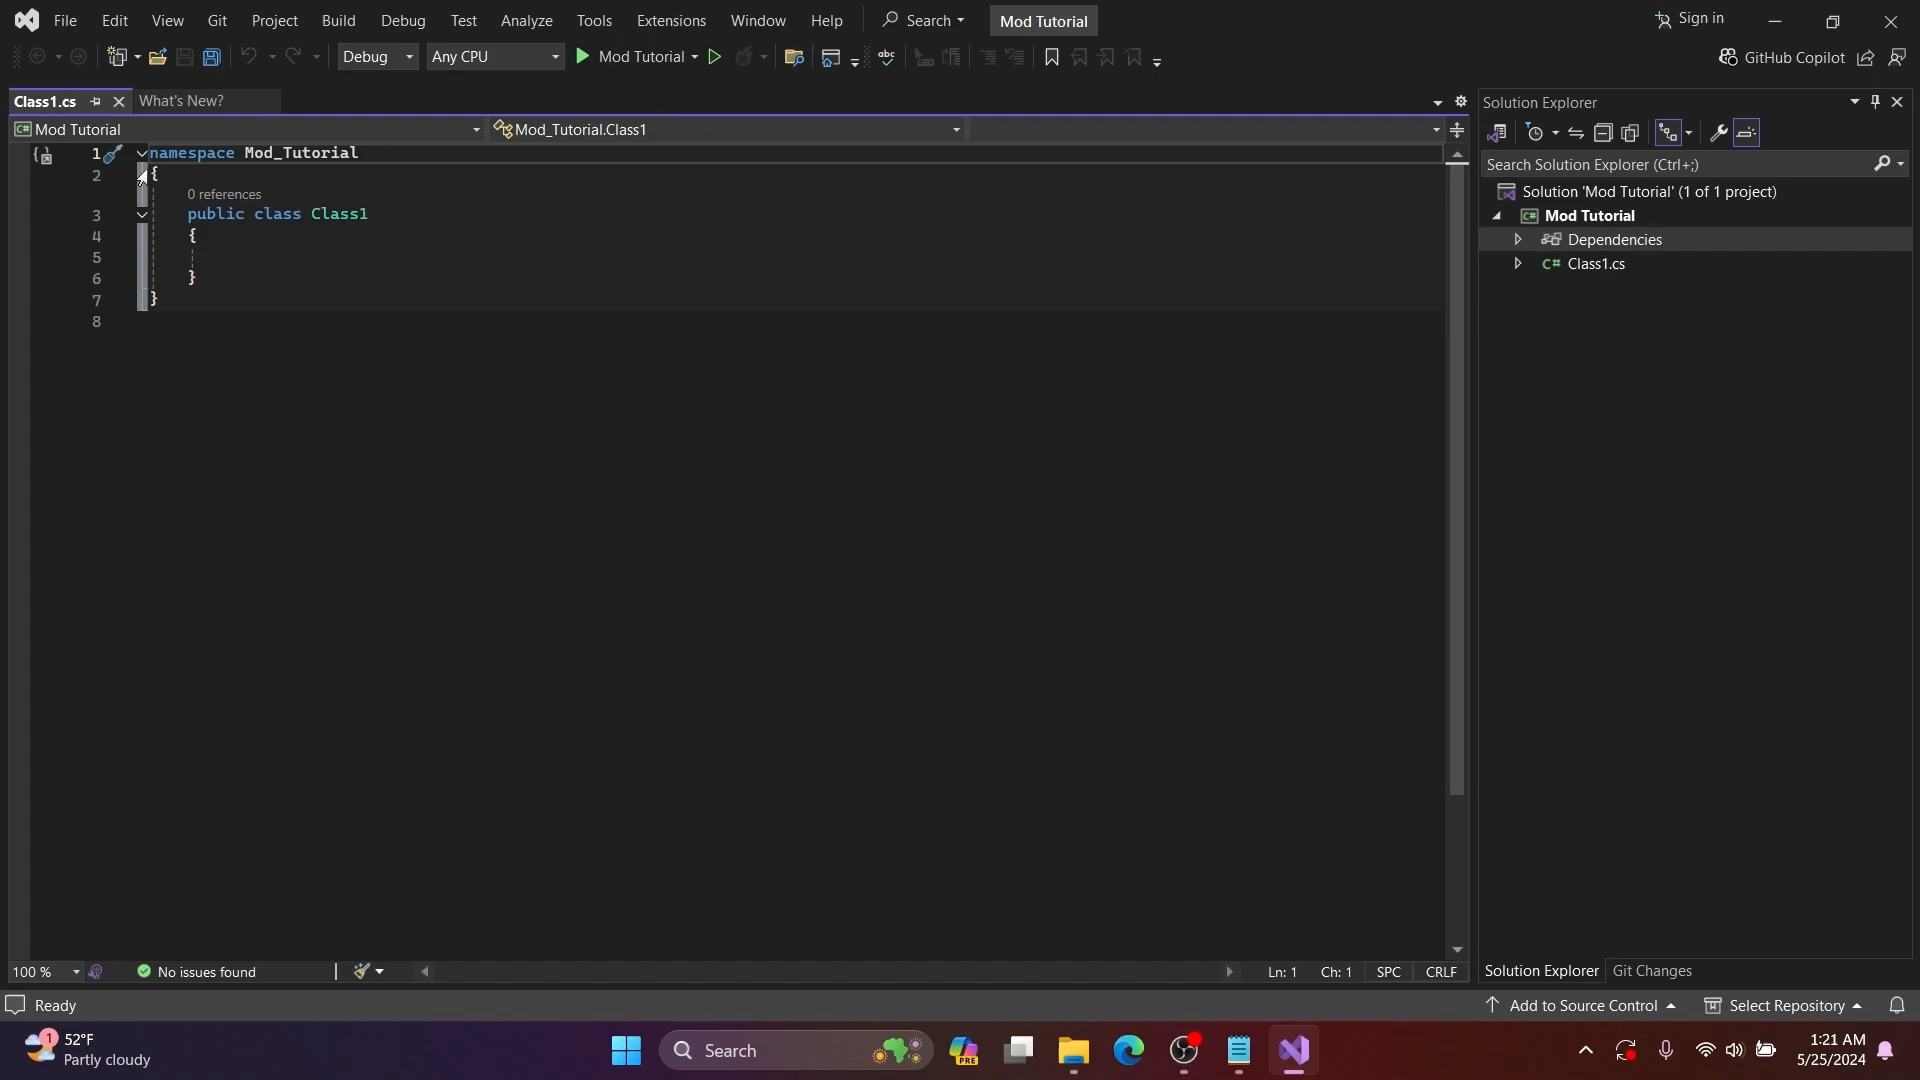 File Edit View Git Project Build Debug Test Analyze Tools Extensions Window Help Search Mod Tutorial Sign in
Debug Any CPU Mod Tutorial abc GitHub Copilot
Class1.cs What's New? Solution Explorer
C# Mod Tutorial Mod_Tutorial.Class1
1 namespace Mod_Tutorial
2 {
0 references
3 public class Class1
4 {
5
6 }
7 }
8
Search Solution Explorer (Ctrl+;)
Solution 'Mod Tutorial' (1 of 1 project)
C# Mod Tutorial
Dependencies
C# Class1.cs
100 % No issues found Ln: 1 Ch: 1 SPC CRLF Solution Explorer Git Changes
Ready Add to Source Control Select Repository
1 52°F
Partly cloudy
Search
PRE
1:21 AM
5/25/2024